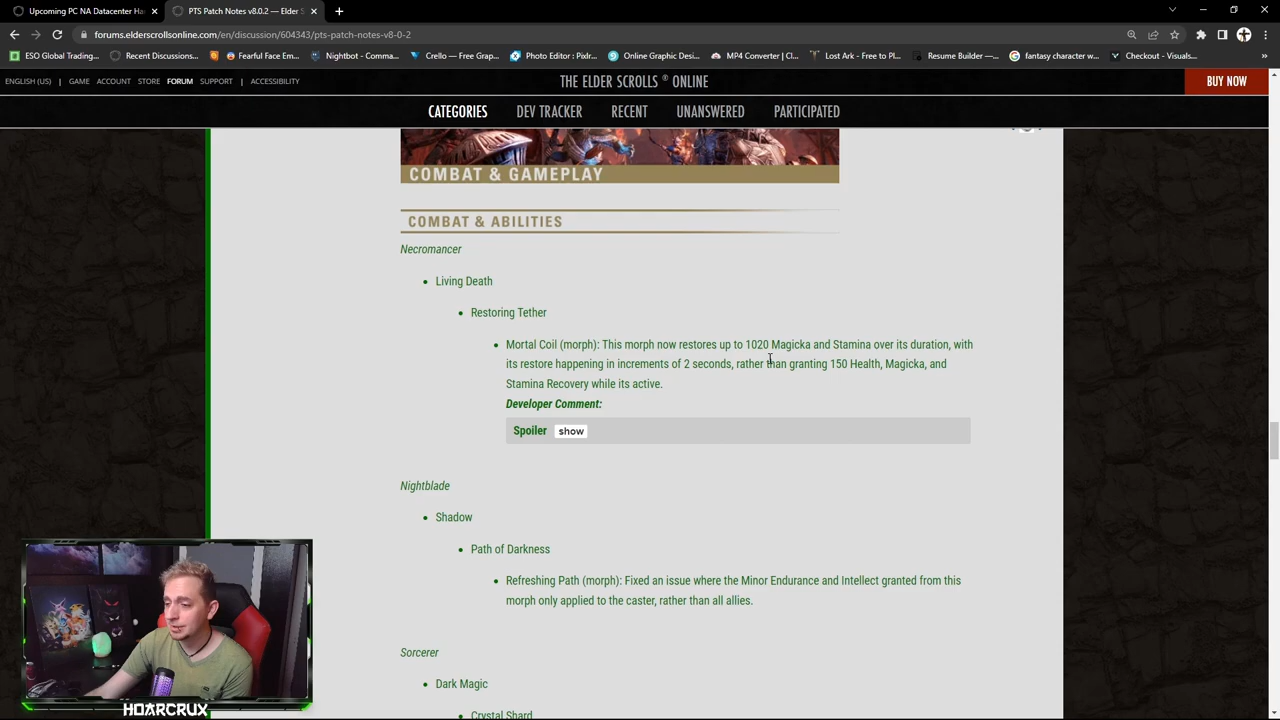 Upcoming PC NA Datacenter Ha
PTS Patch Notes v8.0.2 — Elder S
forums.elderscrollsonline.com/en/discussion/604343/pts-patch-notes-v8-0-2
ESO Global Trading...
Recent Discussions...
Fearful Face Emoji...
Nightbot - Comma...
Crello — Free Grap...
Photo Editor : Pixlr...
Online Graphic Des...
MP4 Converter | Cl...
Lost Ark - Free to Pl...
Resume Builder —...
fantasy character w...
Checkout - Visuals...
ENGLISH (US) | GAME ACCOUNT STORE FORUM SUPPORT | ACCESSIBILITY
THE ELDER SCROLLS ® ONLINE
BUY NOW
CATEGORIES DEV TRACKER RECENT UNANSWERED PARTICIPATED
COMBAT & GAMEPLAY
COMBAT & ABILITIES
Necromancer
Living Death
Restoring Tether
Mortal Coil (morph): This morph now restores up to 1020 Magicka and Stamina over its duration, with
its restore happening in increments of 2 seconds, rather than granting 150 Health, Magicka, and
Stamina Recovery while its active.
Developer Comment:
Spoiler show
Nightblade
Shadow
Path of Darkness
Refreshing Path (morph): Fixed an issue where the Minor Endurance and Intellect granted from this
morph only applied to the caster, rather than all allies.
Sorcerer
Dark Magic
Crystal Shard
HOARCRUX